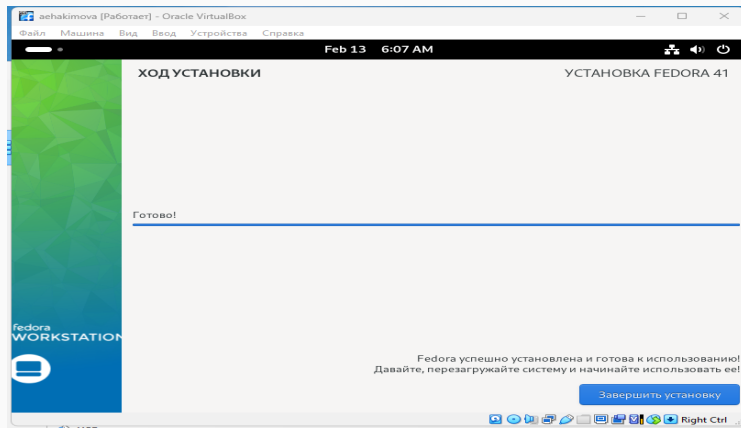 aehakimova [Работает] - Oracle VirtualBox
Файл Машина Вид Ввод Устройства Справка
Feb 13 6:07 AM
ХОД УСТАНОВКИ
УСТАНОВКА FEDORA 41
Готово!
fedora
WORKSTATION
Fedora успешно установлена и готова к использованию!
Давайте, перезагружайте систему и начинайте использовать ее!
Завершить установку
Right Ctrl